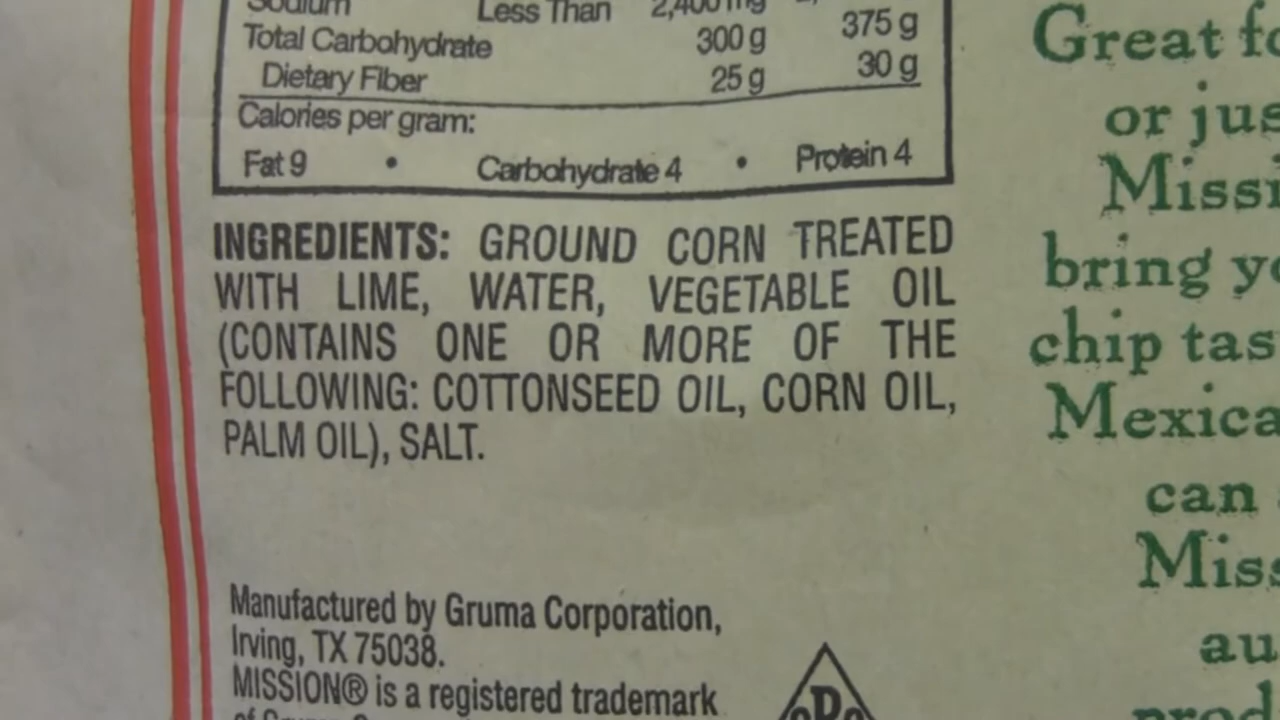 Sodium Less Than 2,400 mg
Total Carbohydrate 300 g 375 g
Dietary Fiber 25 g 30 g
Calories per gram:
Fat 9 • Carbohydrate 4 • Protein 4
INGREDIENTS: GROUND CORN TREATED
WITH LIME, WATER, VEGETABLE OIL
(CONTAINS ONE OR MORE OF THE
FOLLOWING: COTTONSEED OIL, CORN OIL,
PALM OIL), SALT.
Manufactured by Gruma Corporation,
Irving, TX 75038.
MISSION® is a registered trademark
of
Great fo
or jus
Missi
bring yo
chip tas
Mexica
can
Miss
au
prod